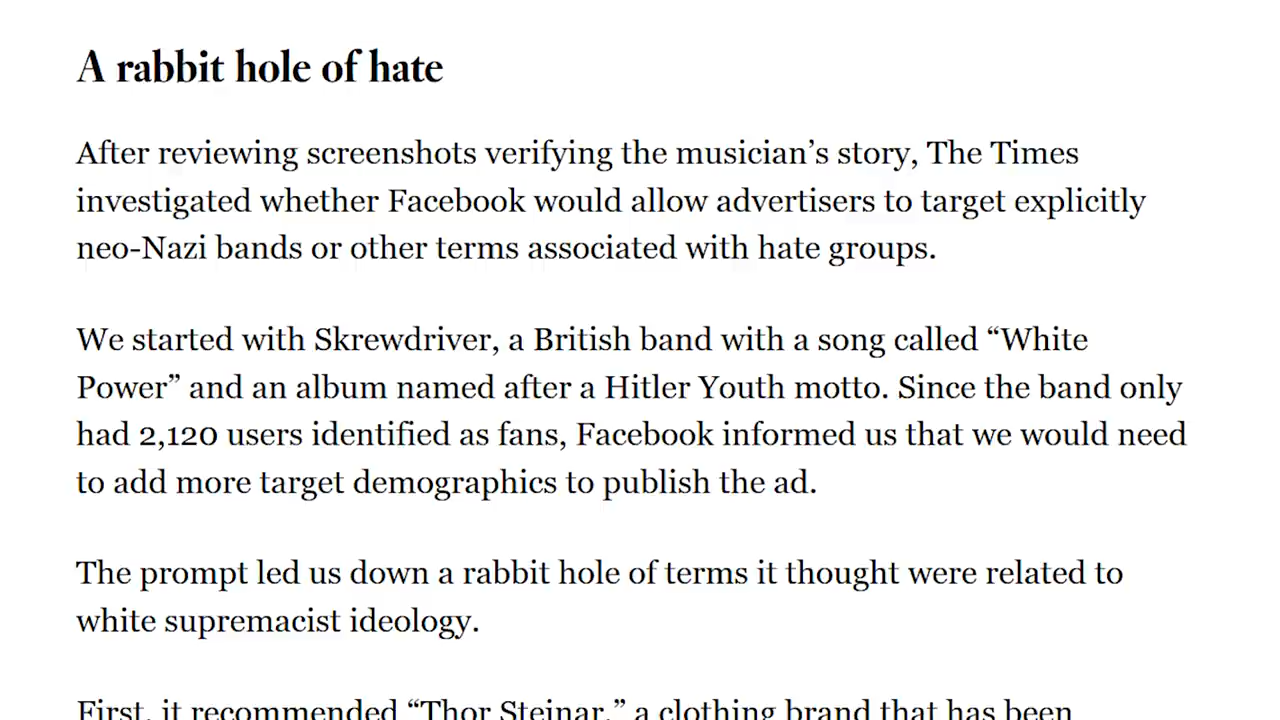 A rabbit hole of hate
After reviewing screenshots verifying the musician’s story, The Times
investigated whether Facebook would allow advertisers to target explicitly
neo-Nazi bands or other terms associated with hate groups.
We started with Skrewdriver, a British band with a song called “White
Power” and an album named after a Hitler Youth motto. Since the band only
had 2,120 users identified as fans, Facebook informed us that we would need
to add more target demographics to publish the ad.
The prompt led us down a rabbit hole of terms it thought were related to
white supremacist ideology.
First, it recommended “Thor Steinar,” a clothing brand that has been